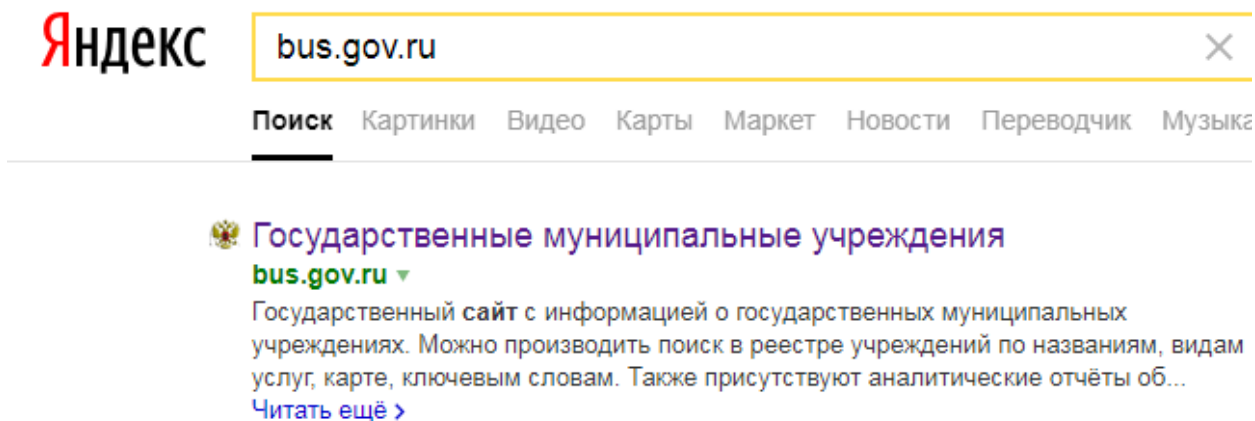 Яндекс
bus.gov.ru
Поиск Картинки Видео Карты Маркет Новости Переводчик Музыка
Государственные муниципальные учреждения
bus.gov.ru
Государственный сайт с информацией о государственных муниципальных
учреждениях. Можно производить поиск в реестре учреждений по названиям, видам
услуг, карте, ключевым словам. Также присутствуют аналитические отчёты об...
Читать ещё >